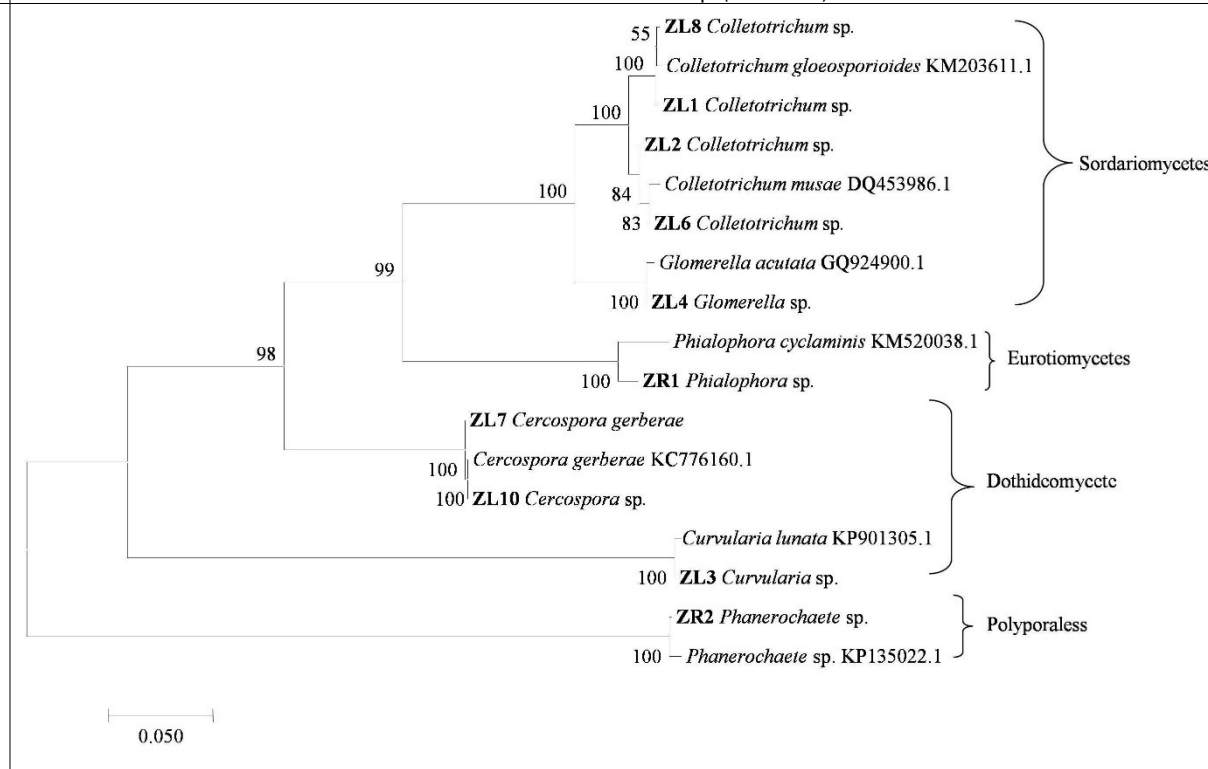 55
ZL8 Colletotrichum sp.
100
Colletotrichum gloeosporioides KM203611.1
100
ZL1 Colletotrichum sp.
ZL2 Colletotrichum sp.
Sordariomycetes
100
84
Colletotrichum musae DQ453986.1
83
ZL6 Colletotrichum sp.
99
Glomerella acutata GQ924900.1
100
ZL4 Glomerella sp.
98
Phialophora cyclaminis KM520038.1
Eurotiomycetes
100
ZR1 Phialophora sp.
ZL7 Cercospora gerberae
100
Cercospora gerberae KC776160.1
Dothideomycete
100
ZL10 Cercospora sp.
Curvularia lunata KP901305.1
100
ZL3 Curvularia sp.
ZR2 Phanerochaete sp.
Polyporaless
100
Phanerochaete sp. KP135022.1
0.050